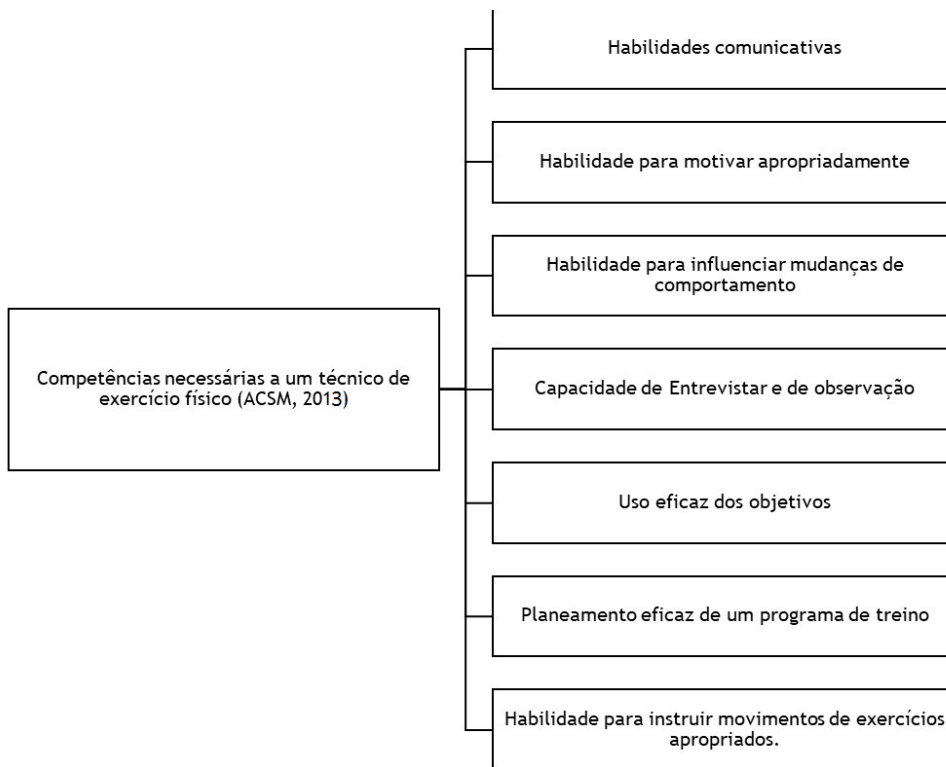 Habilidades comunicativas
Habilidade para motivar apropriadamente
Habilidade para influenciar mudanças de
comportamento
Competências necessárias a um técnico de
exercício físico (ACSM, 2013)
Capacidade de Entrevistar e de observação
Uso eficaz dos objetivos
Planeamento eficaz de um programa de treino
Habilidade para instruir movimentos de exercícios
apropriados.